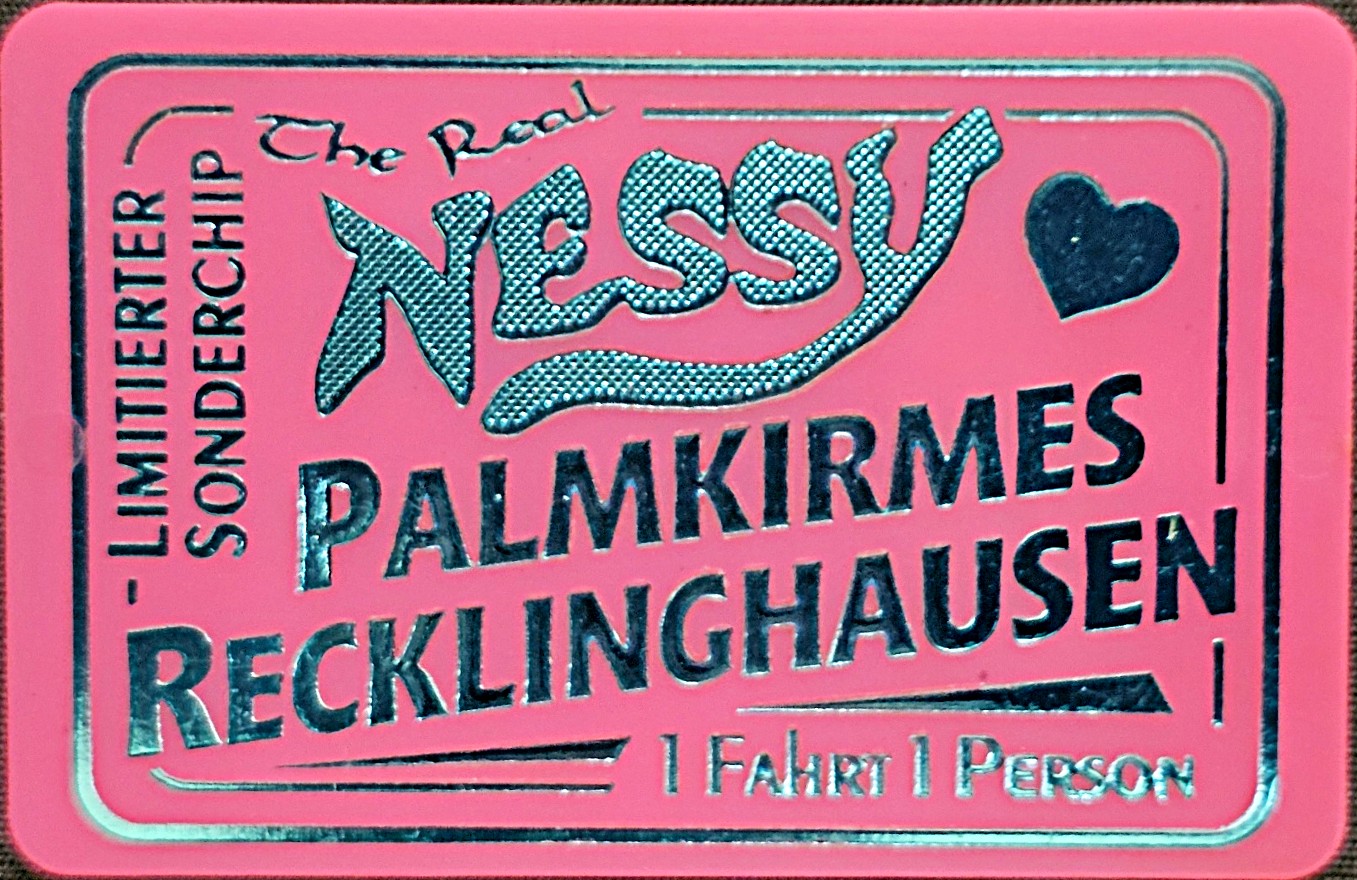 The Real
NESSY
LIMITIERTER
SONDERCHIP
PALMKIRMES
RECKLINGHAUSEN
1 FAHRT 1 PERSON